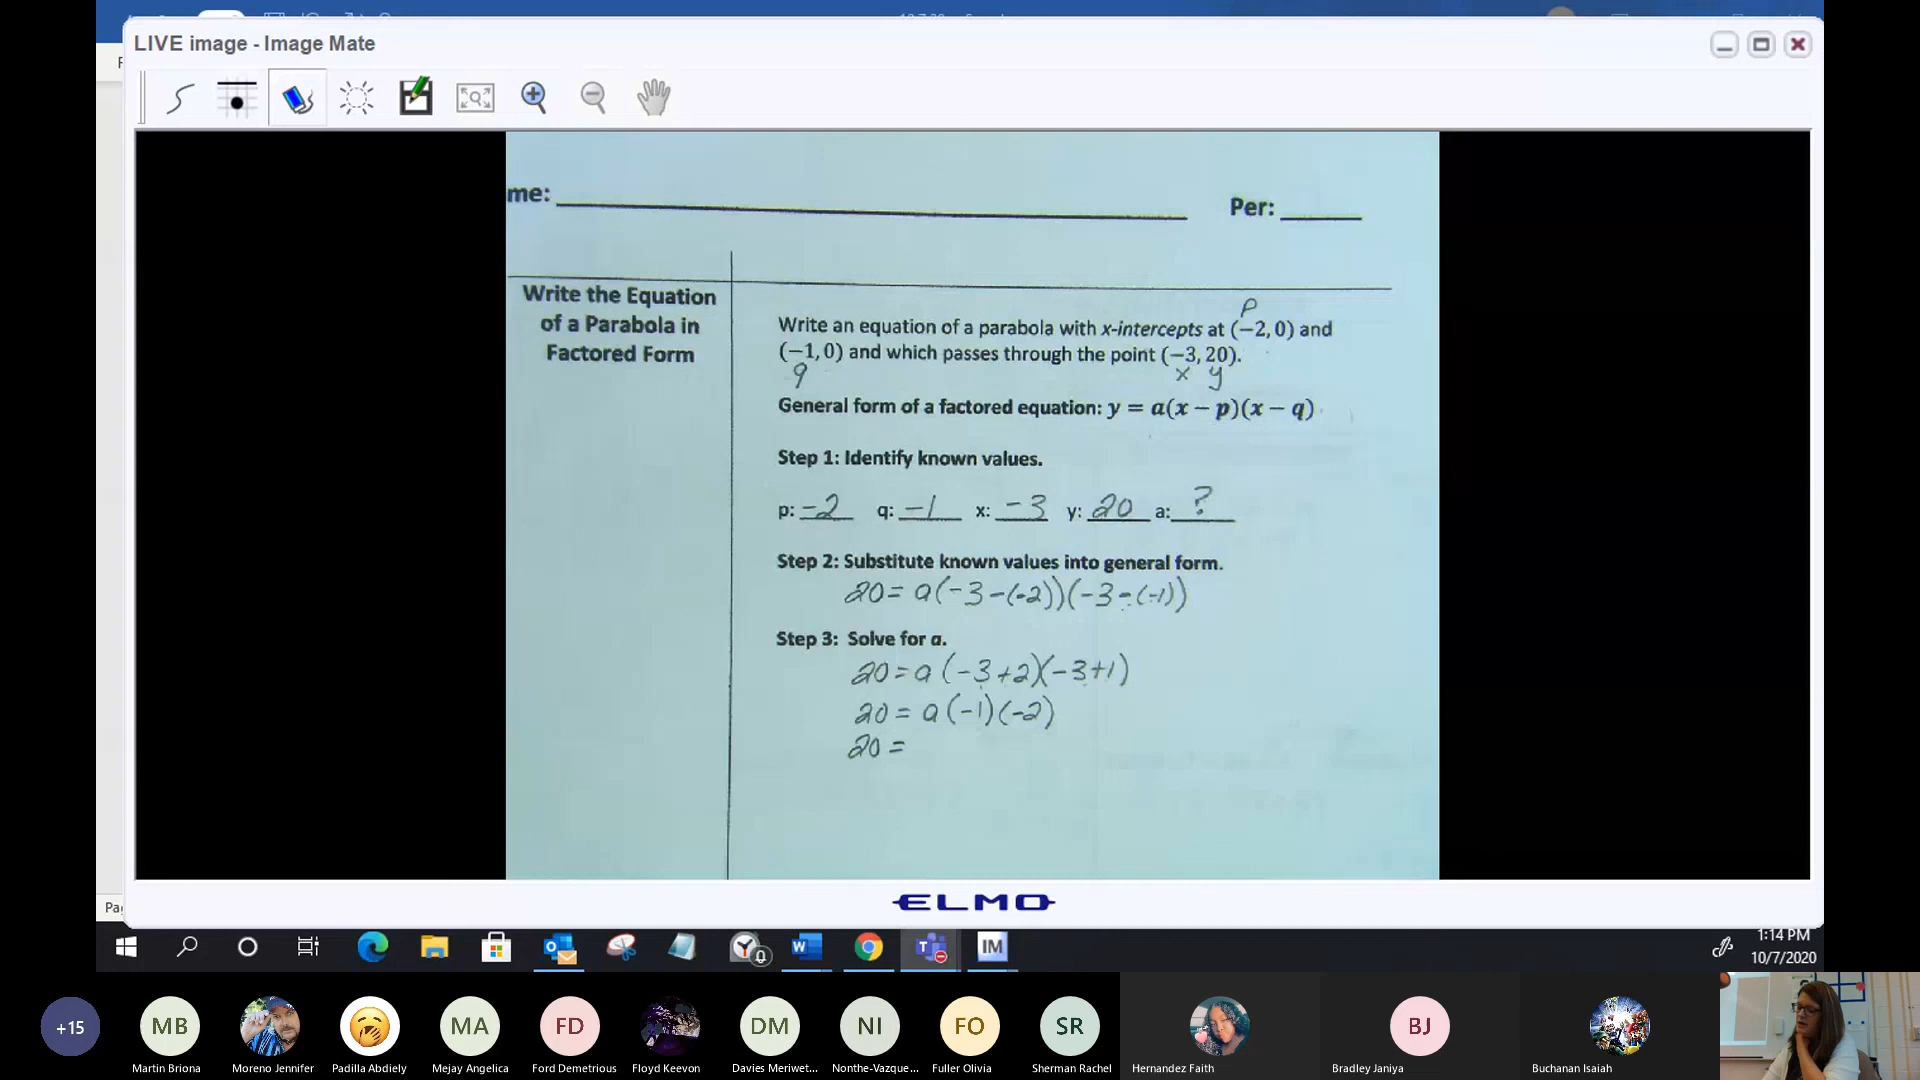 LIVE image - Image Mate
me: Per:
Write the Equation
of a Parabola in
Factored Form
p
Write an equation of a parabola with x-intercepts at (−2, 0) and
(−1, 0) and which passes through the point (−3, 20).
q x y
General form of a factored equation: y = a(x − p)(x − q)
Step 1: Identify known values.
p: -2 q: -1 x: -3 y: 20 a: ?
Step 2: Substitute known values into general form.
20 = a(-3-(-2))(-3-(-1))
Step 3: Solve for a.
20 = a(-3+2)(-3+1)
20 = a(-1)(-2)
20 =
ELMO
IM
1:14 PM
10/7/2020
+15
MB
MA
FD
DM
NI
FO
SR
BJ
Martin Briona
Moreno Jennifer
Padilla Abdiely
Mejay Angelica
Ford Demetrious
Floyd Keevon
Davies Meriwet...
Nonthe-Vazque...
Fuller Olivia
Sherman Rachel
Hernandez Faith
Bradley Janiya
Buchanan Isaiah